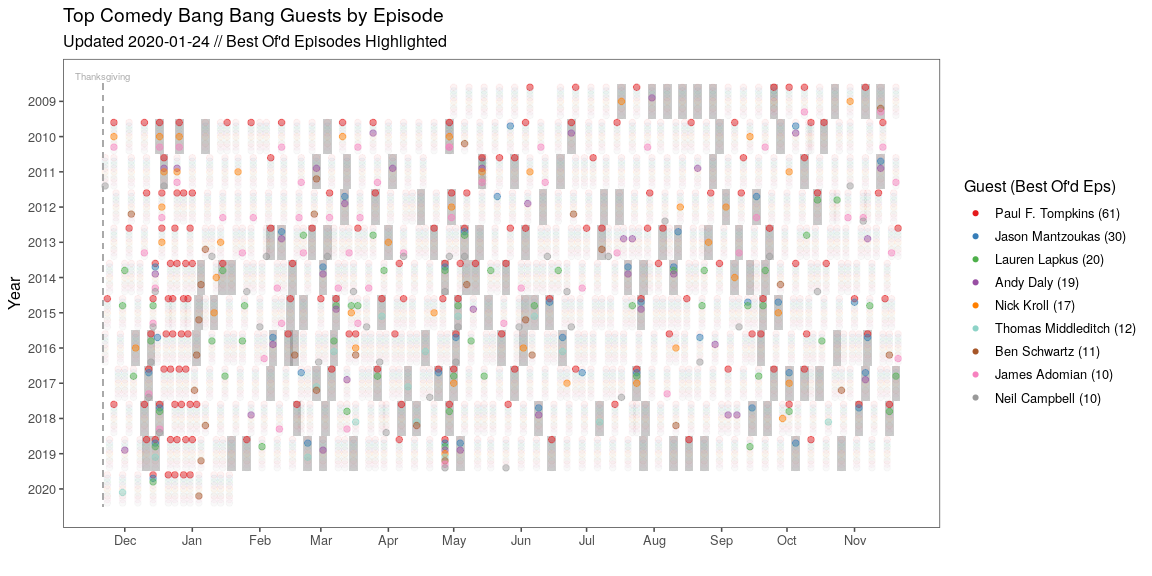 Top Comedy Bang Bang Guests by Episode
Updated 2020-01-24 // Best Of'd Episodes Highlighted
Thanksgiving
Year
2009
2010
2011
2012
2013
2014
2015
2016
2017
2018
2019
2020
Dec Jan Feb Mar Apr May Jun Jul Aug Sep Oct Nov
Guest (Best Of'd Eps)
Paul F. Tompkins (61)
Jason Mantzoukas (30)
Lauren Lapkus (20)
Andy Daly (19)
Nick Kroll (17)
Thomas Middleditch (12)
Ben Schwartz (11)
James Adomian (10)
Neil Campbell (10)